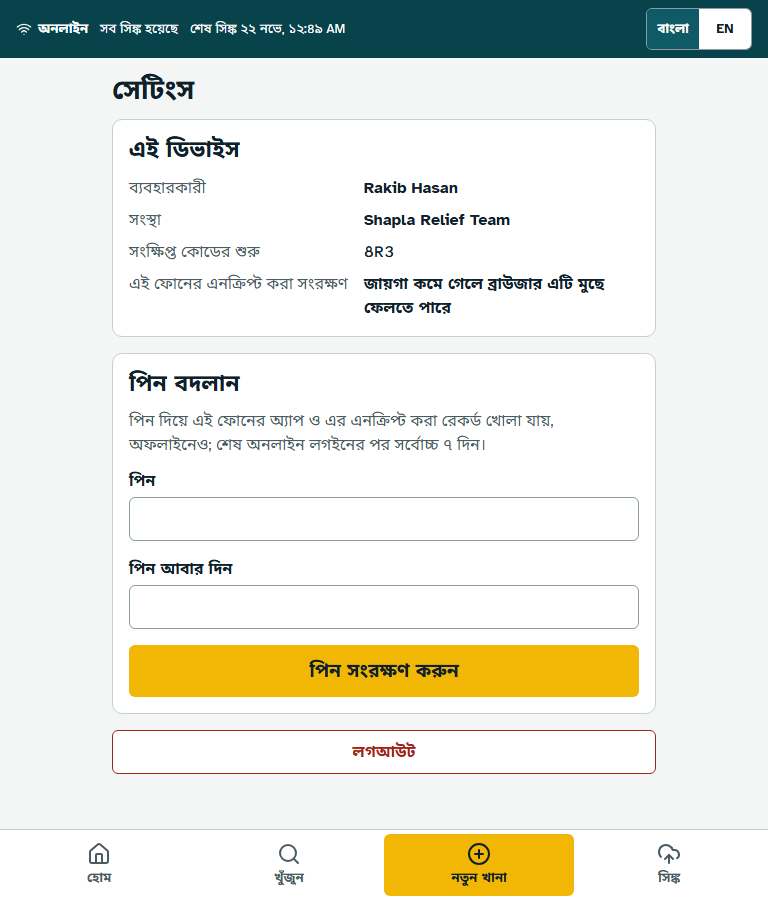 অনলাইন সব সিঙ্ক হয়েছে শেষ সিঙ্ক ২২ নভে, ১২:৪৯ AM
বাংলা EN
সেটিংস
এই ডিভাইস
ব্যবহারকারী Rakib Hasan
সংস্থা Shapla Relief Team
সংক্ষিপ্ত কোডের শুরু 8R3
এই ফোনের এনক্রিপ্ট করা সংরক্ষণ জায়গা কমে গেলে ব্রাউজার এটি মুছে
ফেলতে পারে
পিন বদলান
পিন দিয়ে এই ফোনের অ্যাপ ও এর এনক্রিপ্ট করা রেকর্ড খোলা যায়,
অফলাইনেও; শেষ অনলাইন লগইনের পর সর্বোচ্চ ৭ দিন।
পিন
পিন আবার দিন
পিন সংরক্ষণ করুন
লগআউট
হোম খুঁজুন নতুন খানা সিঙ্ক